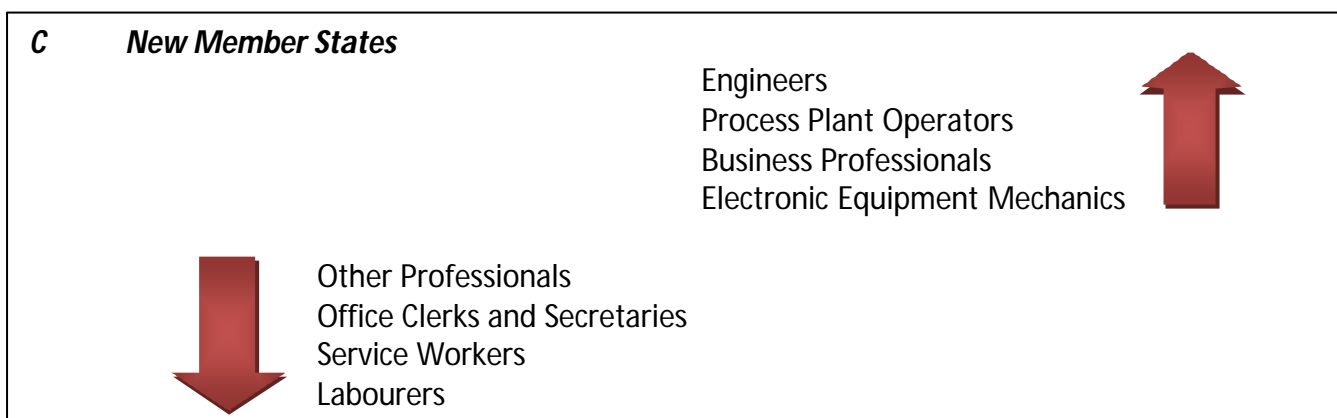 C New Member States
Engineers
Process Plant Operators
Business Professionals
Electronic Equipment Mechanics
Other Professionals
Office Clerks and Secretaries
Service Workers
Labourers